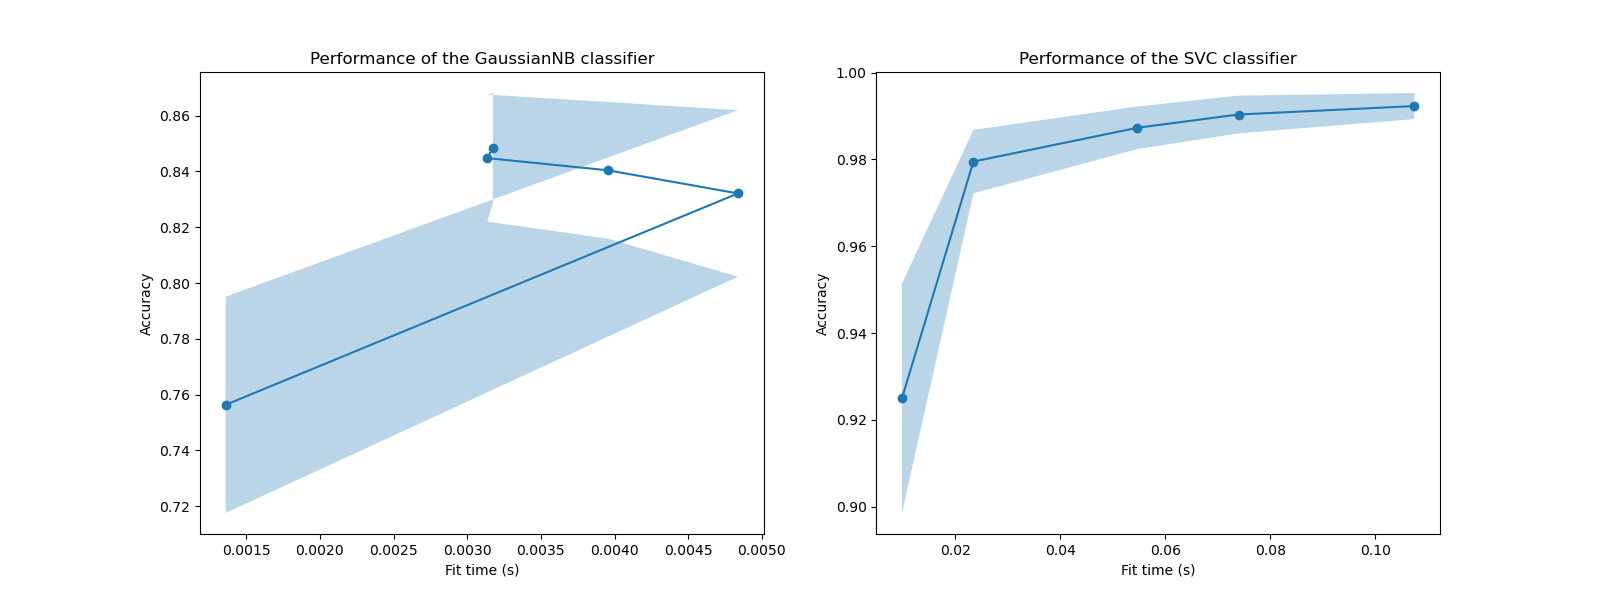 Performance of the GaussianNB classifier
Accuracy
0.86
0.84
0.82
0.80
0.78
0.76
0.74
0.72
0.0015 0.0020 0.0025 0.0030 0.0035 0.0040 0.0045 0.0050
Fit time (s)
Performance of the SVC classifier
Accuracy
1.00
0.98
0.96
0.94
0.92
0.90
0.02 0.04 0.06 0.08 0.10
Fit time (s)